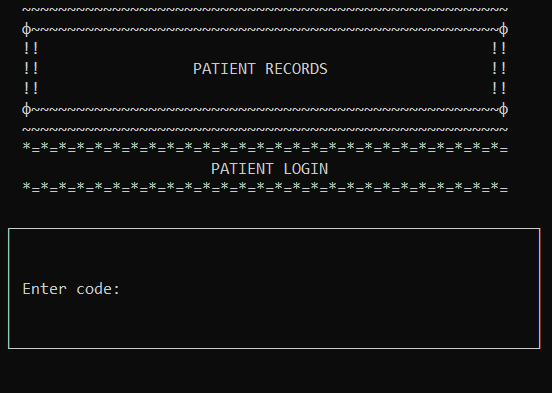 ~~~~~~~~~~~~~~~~~~~~~~~~~~~~~~~~~~~~~~~~~~~~~~~~~~~~~~
ф~~~~~~~~~~~~~~~~~~~~~~~~~~~~~~~~~~~~~~~~~~~~~~~~~~~~ф
!! !!
!! PATIENT RECORDS !!
!! !!
ф~~~~~~~~~~~~~~~~~~~~~~~~~~~~~~~~~~~~~~~~~~~~~~~~~~~~ф
~~~~~~~~~~~~~~~~~~~~~~~~~~~~~~~~~~~~~~~~~~~~~~~~~~~~~~
*=*=*=*=*=*=*=*=*=*=*=*=*=*=*=*=*=*=*=*=*=*=*=*=*=*=*=
PATIENT LOGIN
*=*=*=*=*=*=*=*=*=*=*=*=*=*=*=*=*=*=*=*=*=*=*=*=*=*=*=
Enter code: